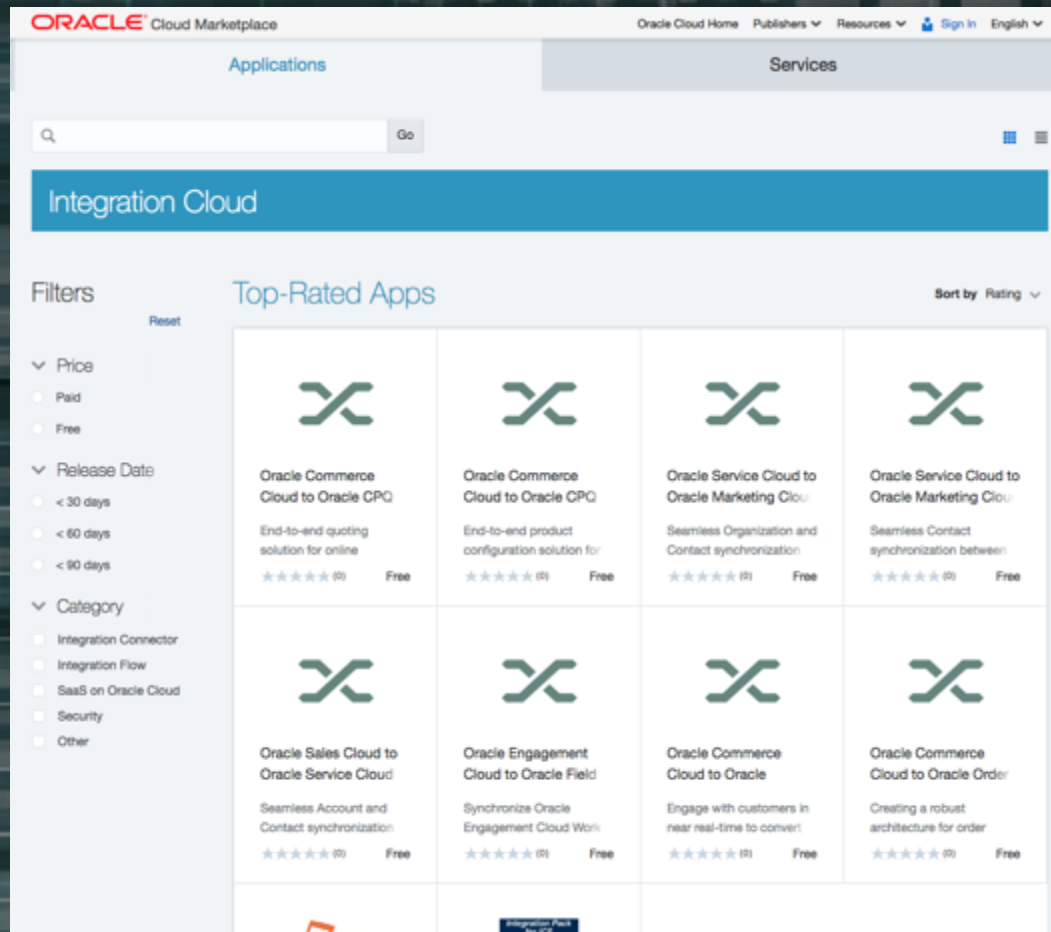 ORACLE Cloud Marketplace
Oracle Cloud Home Publishers Resources Sign In English
Applications
Services
Go
Integration Cloud
Filters
Reset
Top-Rated Apps
Sort by Rating
Price
Paid
Free
Release Date
< 30 days
< 60 days
< 90 days
Category
Integration Connector
Integration Flow
SaaS on Oracle Cloud
Security
Other
Oracle Commerce
Cloud to Oracle CPQ
End-to-end quoting
solution for online
(0) Free
Oracle Commerce
Cloud to Oracle CPQ
End-to-end product
configuration solution for
(0) Free
Oracle Service Cloud to
Oracle Marketing Clou
Seamless Organization and
Contact synchronization
(0) Free
Oracle Service Cloud to
Oracle Marketing Clou
Seamless Contact
synchronization between
(0) Free
Oracle Sales Cloud to
Oracle Service Cloud
Seamless Account and
Contact synchronization
(0) Free
Oracle Engagement
Cloud to Oracle Field
Synchronize Oracle
Engagement Cloud Work
(0) Free
Oracle Commerce
Cloud to Oracle
Engage with customers in
near real-time to convert
(0) Free
Oracle Commerce
Cloud to Oracle Order
Creating a robust
architecture for order
(0) Free
Integration Pack
for ICS